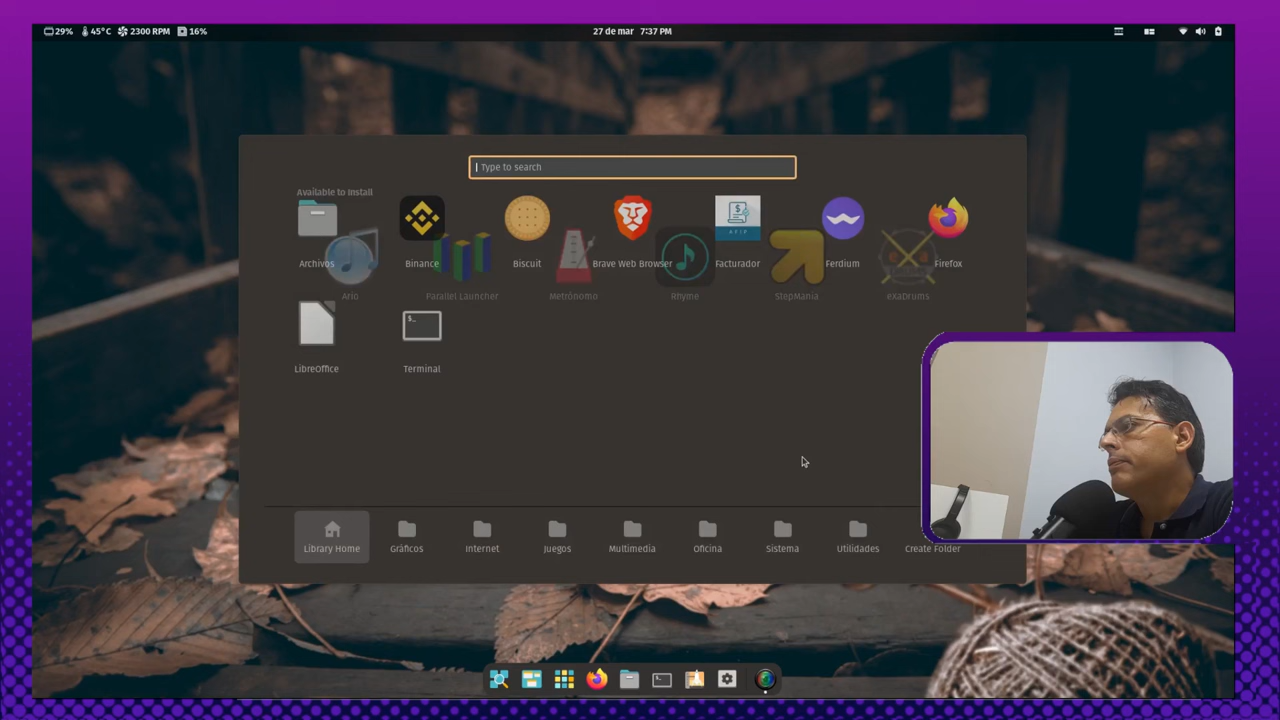 29% 45°C 2300 RPM 16%
27 de mar 7:37 PM
Type to search
Available to Install
Archivos Binance Biscuit Brave Web Browser Facturador Ferdium Firefox
Ario Parallel Launcher Metrónomo Rhyme StepMania eXaDrums
AFIP
LibreOffice Terminal
Library Home Gráficos Internet Juegos Multimedia Oficina Sistema Utilidades Create Folder